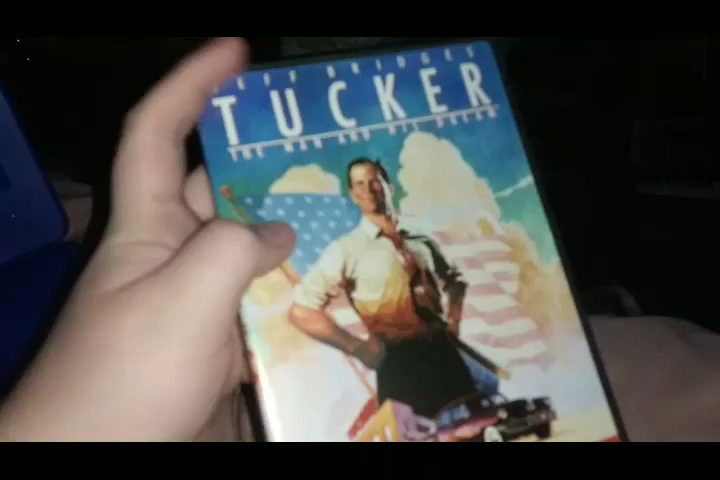 JEFF BRIDGES
TUCKER
THE MAN AND HIS DREAM